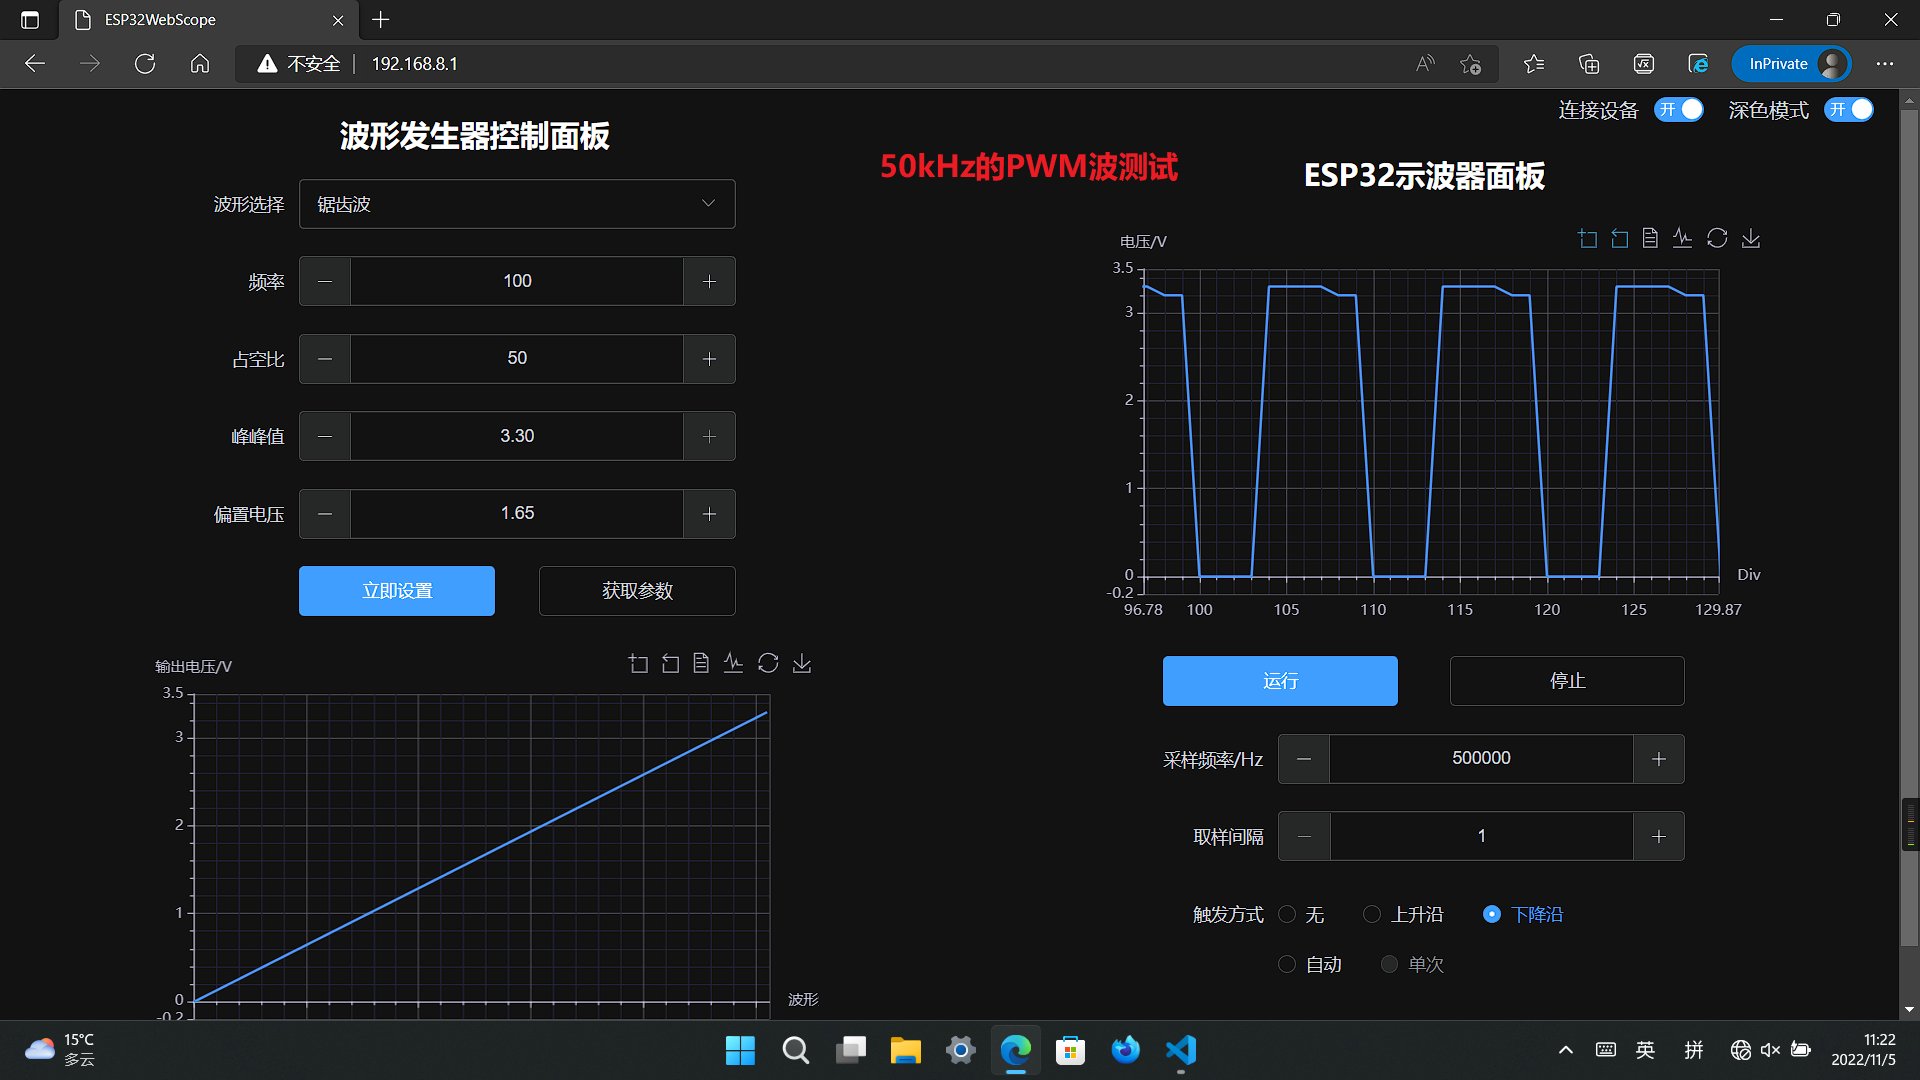 ESP32WebScope
不安全
192.168.8.1
InPrivate
连接设备 开 深色模式 开
波形发生器控制面板
波形选择 锯齿波
频率 100
占空比 50
峰峰值 3.30
偏置电压 1.65
立即设置 获取参数
输出电压/V
3.5
3
2
1
0
-0.2
波形
50kHz的PWM波测试
ESP32示波器面板
电压/V
3.5
3
2
1
0
-0.2
Div
96.78 100 105 110 115 120 125 129.87
运行 停止
采样频率/Hz 500000
取样间隔 1
触发方式 无 上升沿 下降沿
自动 单次
15°C
多云
英
拼
11:22
2022/11/5